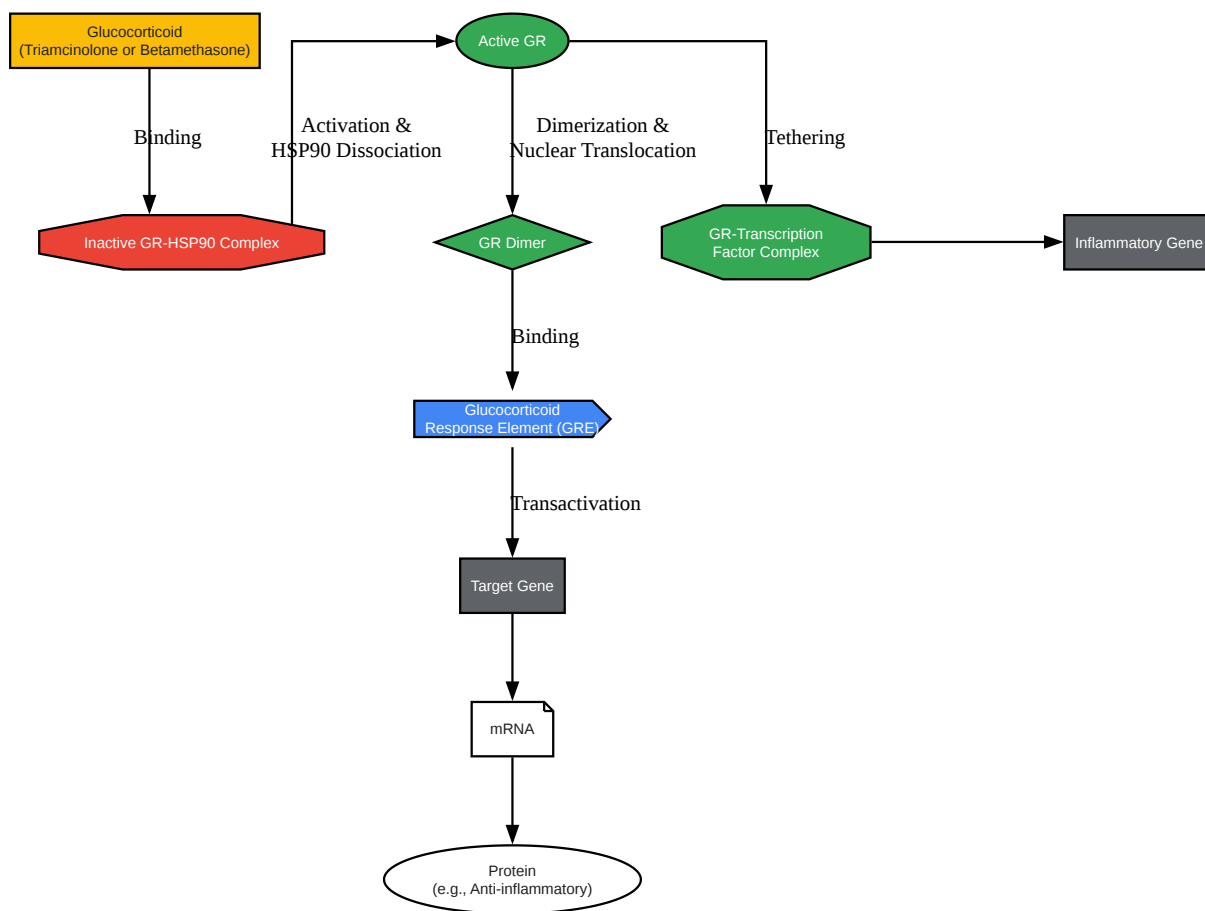 Glucocorticoid
(Triamcinolone or Betamethasone)
Active GR
Binding
Activation &
HSP90 Dissociation
Dimerization &
Nuclear Translocation
Tethering
Inactive GR-HSP90 Complex
GR Dimer
GR-Transcription
Factor Complex
Inflammatory Gene
Binding
Glucocorticoid
Response Element (GRE)
Transactivation
Target Gene
mRNA
Protein
(e.g., Anti-inflammatory)